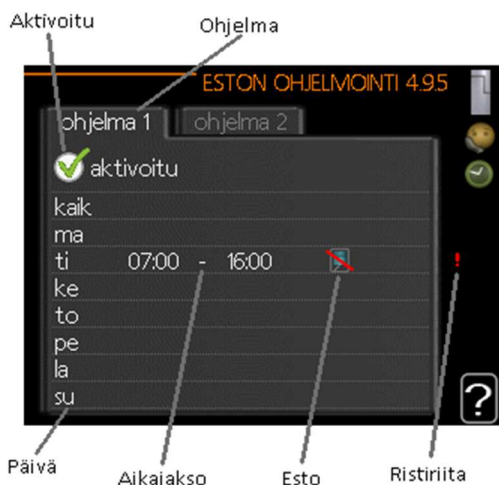 Aktivoitu
Ohjelma
ESTON OHJELMOINTI 4.9.5
ohjelma 1
ohjelma 2
aktivoitu
kaik
ma
ti 07:00 - 16:00 !
ke
to
pe
la
su
?
Päivä
Aikajakso
Esto
Ristiriita